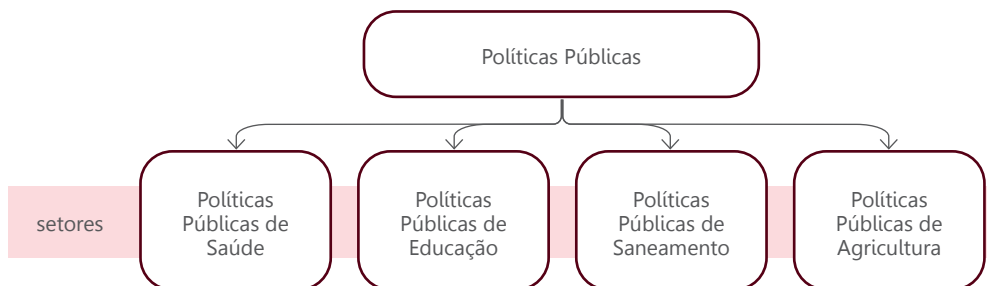 Políticas Públicas
setores
Políticas
Públicas de
Saúde
Políticas
Públicas de
Educação
Políticas
Públicas de
Saneamento
Políticas
Públicas de
Agricultura